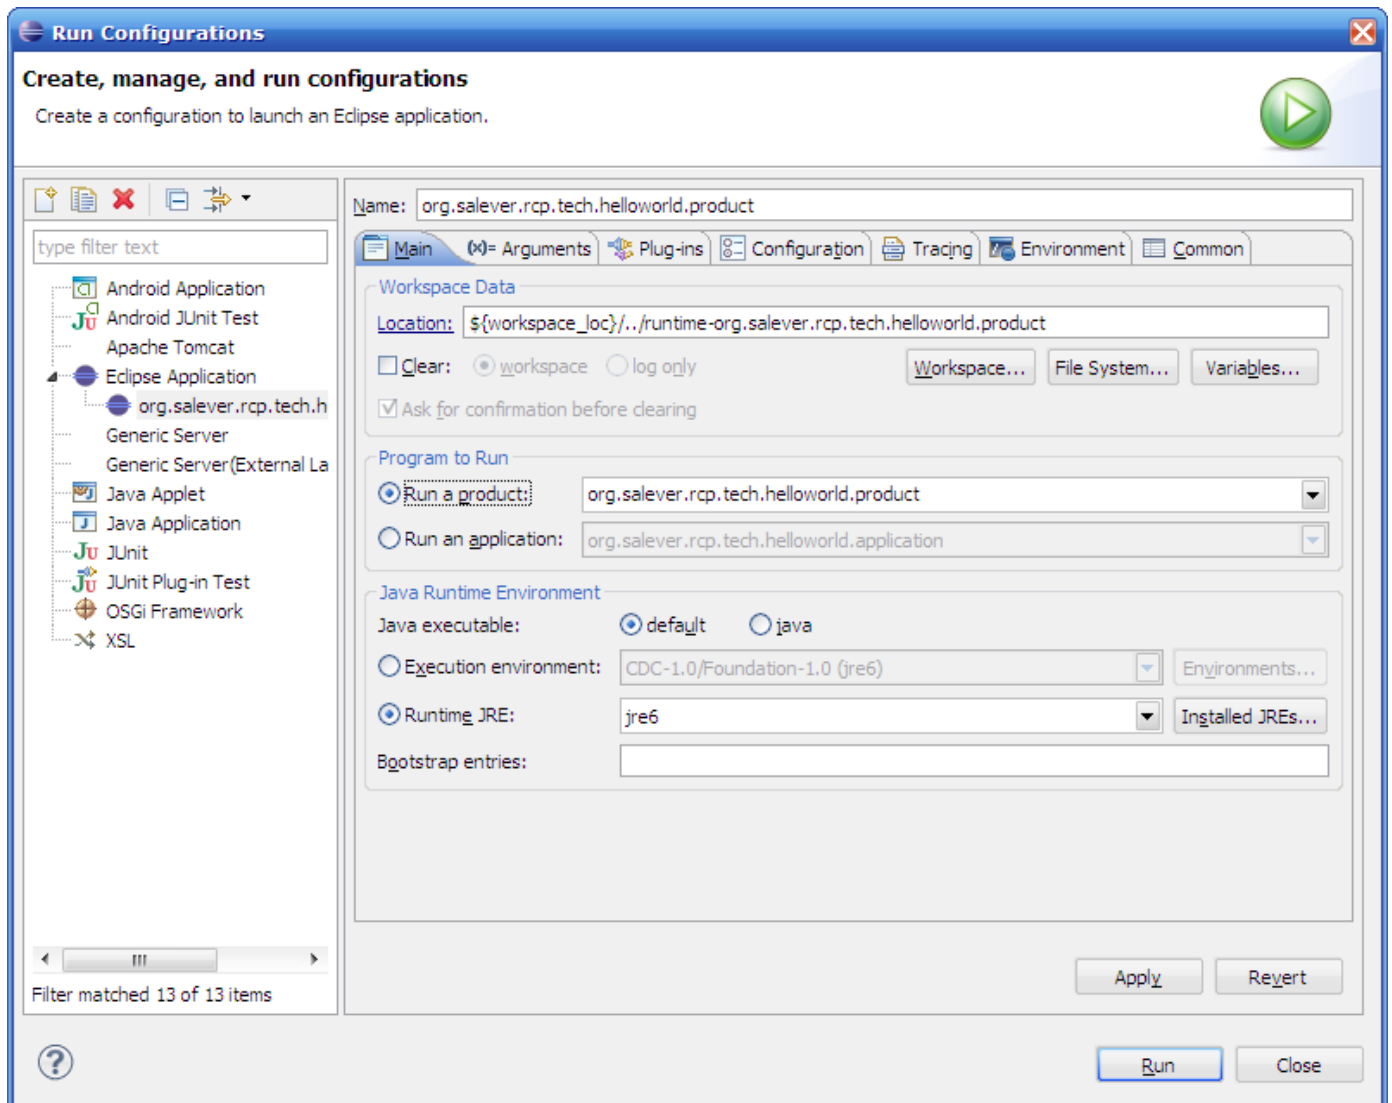 Run Configurations
Create, manage, and run configurations
Create a configuration to launch an Eclipse application.
type filter text
Android Application
Android JUnit Test
Apache Tomcat
Eclipse Application
org.salever.rcp.tech.h
Generic Server
Generic Server(External La
Java Applet
Java Application
JUnit
JUnit Plug-in Test
OSGi Framework
XSL
Filter matched 13 of 13 items
Name: org.salever.rcp.tech.helloworld.product
Main (x)= Arguments Plug-ins Configuration Tracing Environment Common
Workspace Data
Location: ${workspace_loc}/../runtime-org.salever.rcp.tech.helloworld.product
Clear: workspace log only Workspace... File System... Variables...
Ask for confirmation before clearing
Program to Run
Run a product: org.salever.rcp.tech.helloworld.product
Run an application: org.salever.rcp.tech.helloworld.application
Java Runtime Environment
Java executable: default java
Execution environment: CDC-1.0/Foundation-1.0 (jre6) Environments...
Runtime JRE: jre6 Installed JREs...
Bootstrap entries:
Apply Revert
Run Close